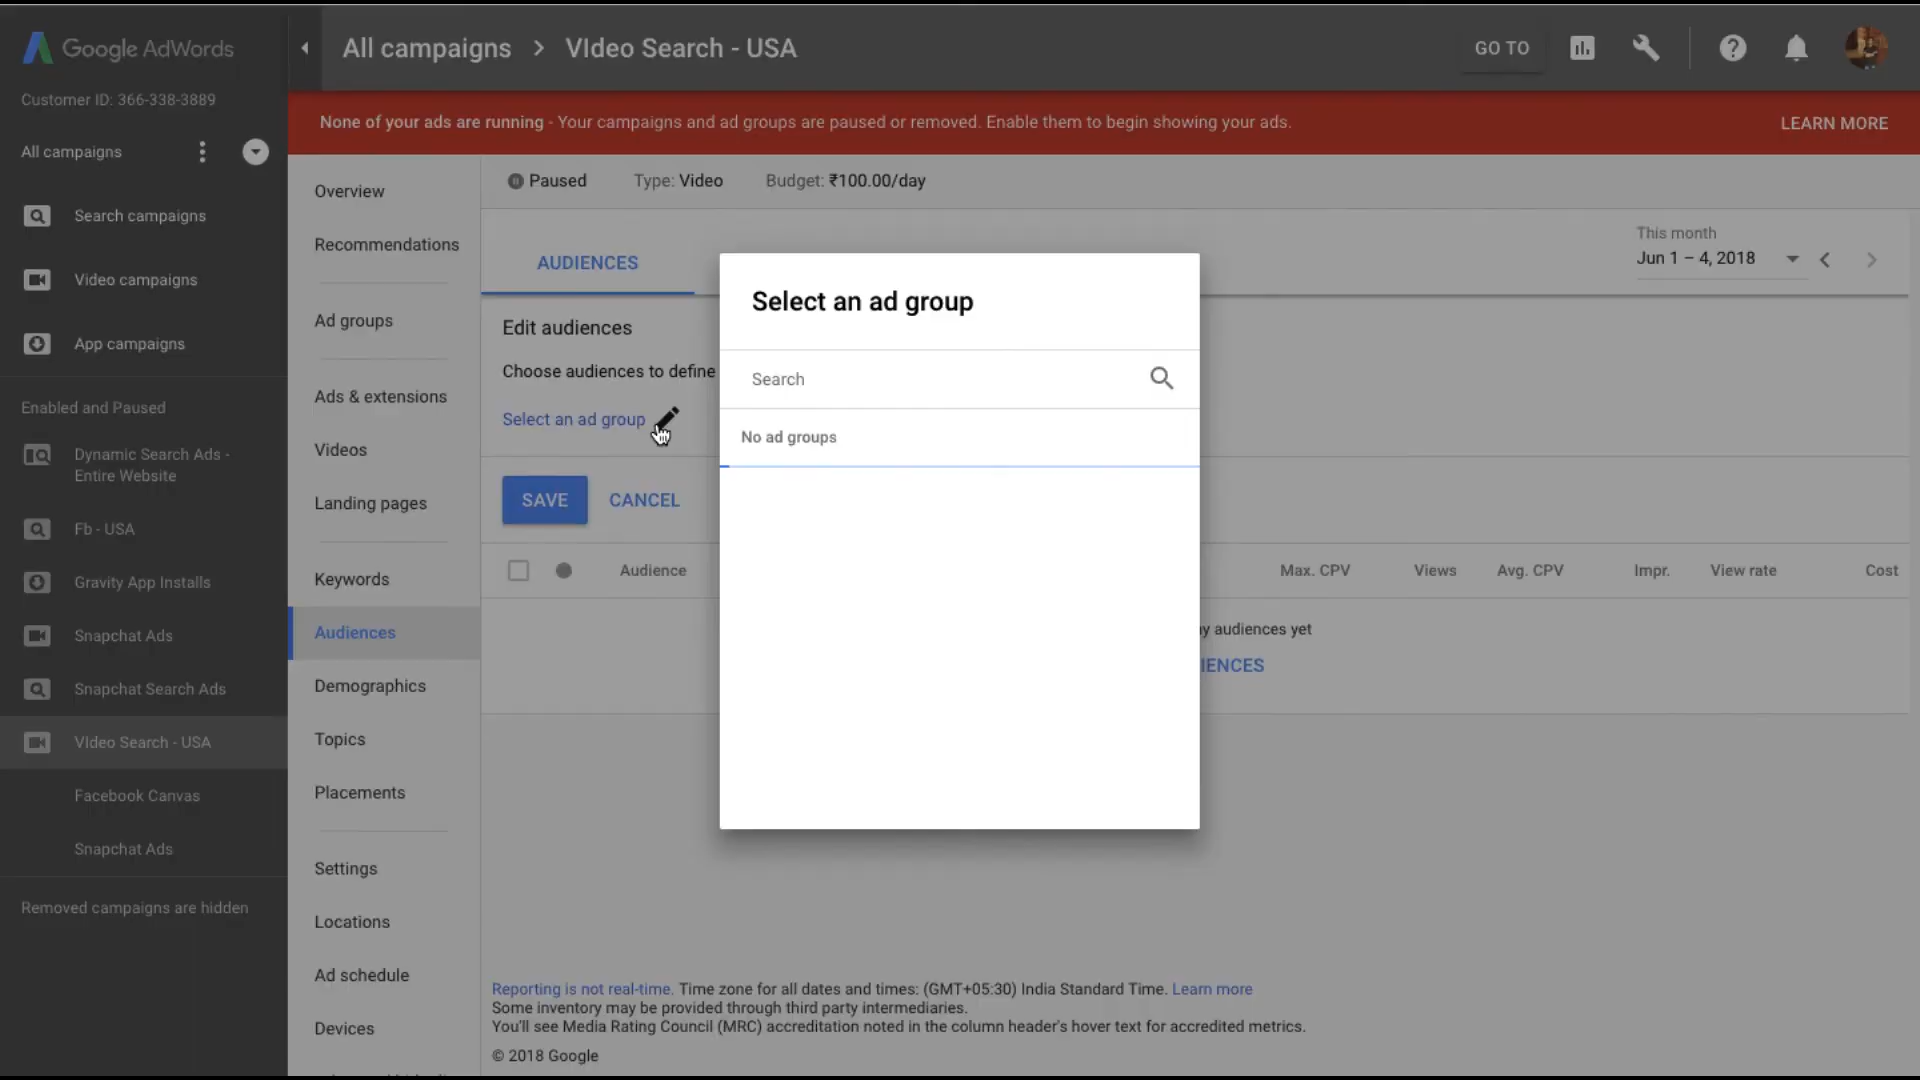 Google AdWords
All campaigns > VIdeo Search - USA
GO TO
Customer ID: 366-338-3889
None of your ads are running - Your campaigns and ad groups are paused or removed. Enable them to begin showing your ads.
LEARN MORE
All campaigns
Search campaigns
Video campaigns
App campaigns
Enabled and Paused
Dynamic Search Ads -
Entire Website
Fb - USA
Gravity App Installs
Snapchat Ads
Snapchat Search Ads
VIdeo Search - USA
Facebook Canvas
Snapchat Ads
Removed campaigns are hidden
Overview
Recommendations
Ad groups
Ads & extensions
Videos
Landing pages
Keywords
Audiences
Demographics
Topics
Placements
Settings
Locations
Ad schedule
Devices
Paused
Type: Video
Budget: ₹100.00/day
AUDIENCES
This month
Jun 1 – 4, 2018
Edit audiences
Choose audiences to define
Select an ad group
SAVE
CANCEL
Select an ad group
Search
No ad groups
Audience
Max. CPV
Views
Avg. CPV
Impr.
View rate
Cost
audiences yet
IENCES
Reporting is not real-time. Time zone for all dates and times: (GMT+05:30) India Standard Time. Learn more
Some inventory may be provided through third party intermediaries.
You'll see Media Rating Council (MRC) accreditation noted in the column header's hover text for accredited metrics.
© 2018 Google